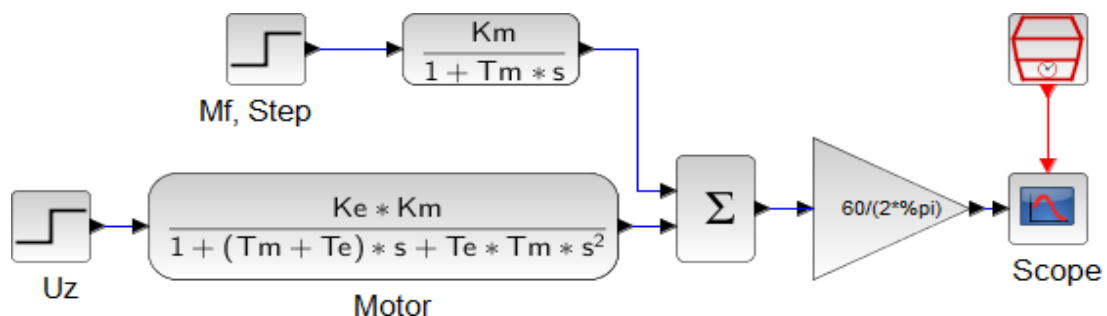 Km
1 + Tm ∗ s
Mf, Step
Ke ∗ Km
1 + (Tm + Te) ∗ s + Te ∗ Tm ∗ s²
Σ
60/(2*%pi)
Uz
Motor
Scope